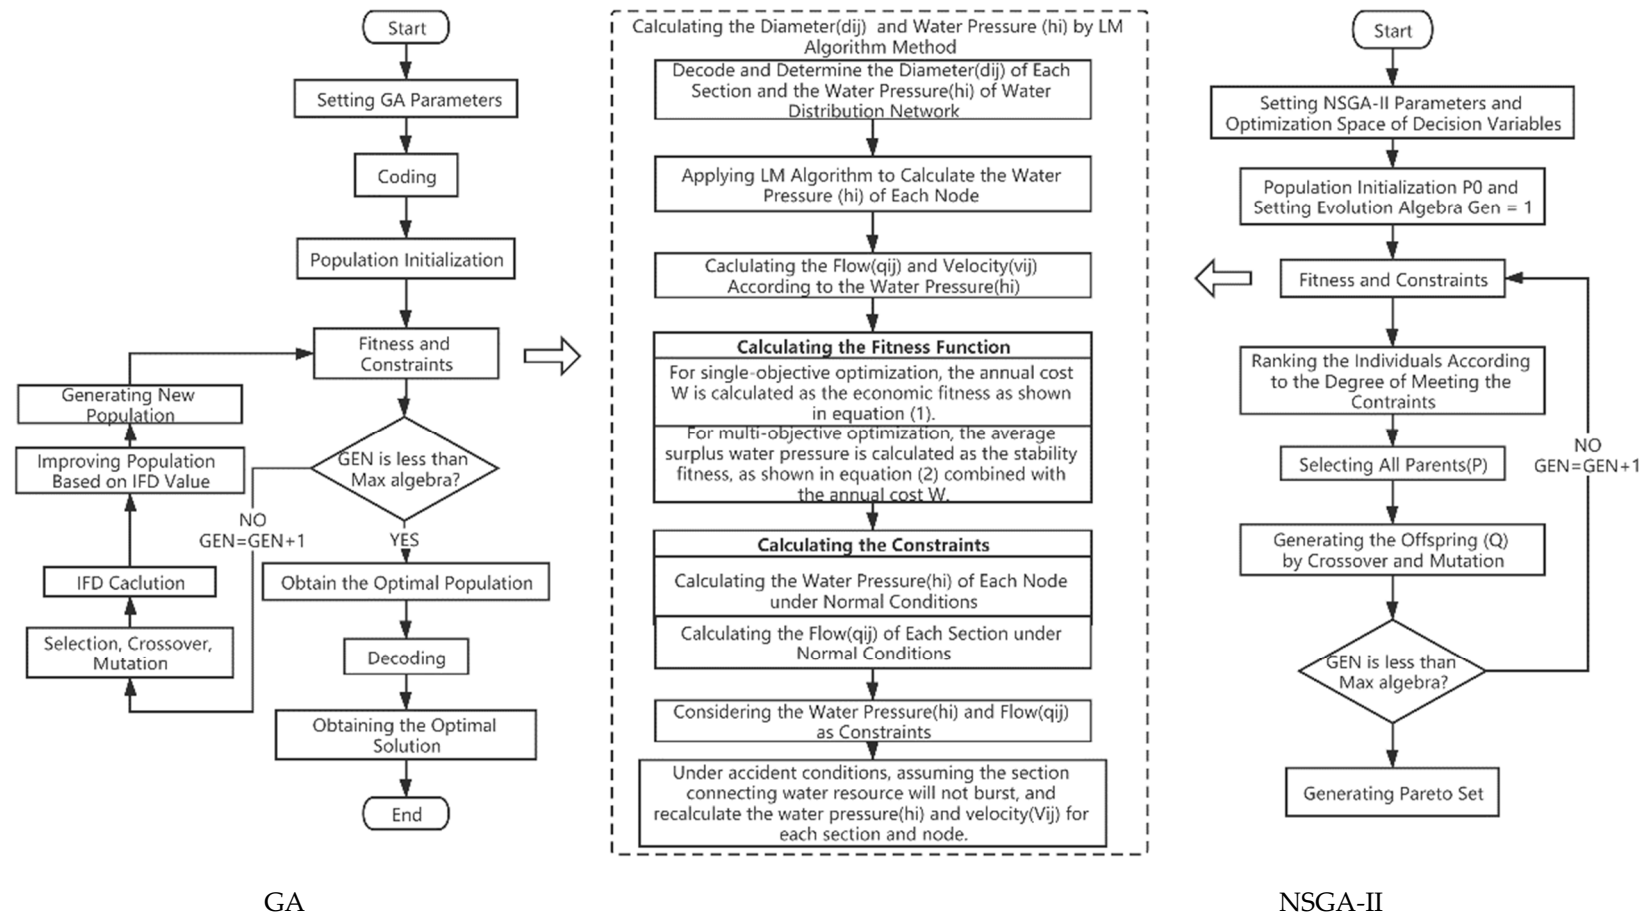 Start
Setting GA Parameters
Coding
Population Initialization
Fitness and
Constraints
Generating New
Population
Improving Population
Based on IFD Value
GEN is less than
Max algebra?
NO
GEN=GEN+1
YES
IFD Caclution
Obtain the Optimal Population
Selection, Crossover,
Mutation
Decoding
Obtaining the Optimal
Solution
End
GA
Calculating the Diameter(dij) and Water Pressure (hi) by LM
Algorithm Method
Decode and Determine the Diameter(dij) of Each
Section and the Water Pressure(hi) of Water
Distribution Network
Applying LM Algorithm to Calculate the Water
Pressure (hi) of Each Node
Caclulating the Flow(qij) and Velocity(vij)
According to the Water Pressure(hi)
Calculating the Fitness Function
For single-objective optimization, the annual cost
W is calculated as the economic fitness as shown
in equation (1).
For multi-objective optimization, the average
surplus water pressure is calculated as the stability
fitness, as shown in equation (2) combined with
the annual cost W.
Calculating the Constraints
Calculating the Water Pressure(hi) of Each Node
under Normal Conditions
Calculating the Flow(qij) of Each Section under
Normal Conditions
Considering the Water Pressure(hi) and Flow(qij)
as Constraints
Under accident conditions, assuming the section
connecting water resource will not burst, and
recalculate the water pressure(hi) and velocity(Vij) for
each section and node.
Start
Setting NSGA-II Parameters and
Optimization Space of Decision Variables
Population Initialization P0 and
Setting Evolution Algebra Gen = 1
Fitness and Constraints
Ranking the Individuals According
to the Degree of Meeting the
Contraints
Selecting All Parents(P)
NO
GEN=GEN+1
Generating the Offspring (Q)
by Crossover and Mutation
GEN is less than
Max algebra?
Generating Pareto Set
NSGA-II